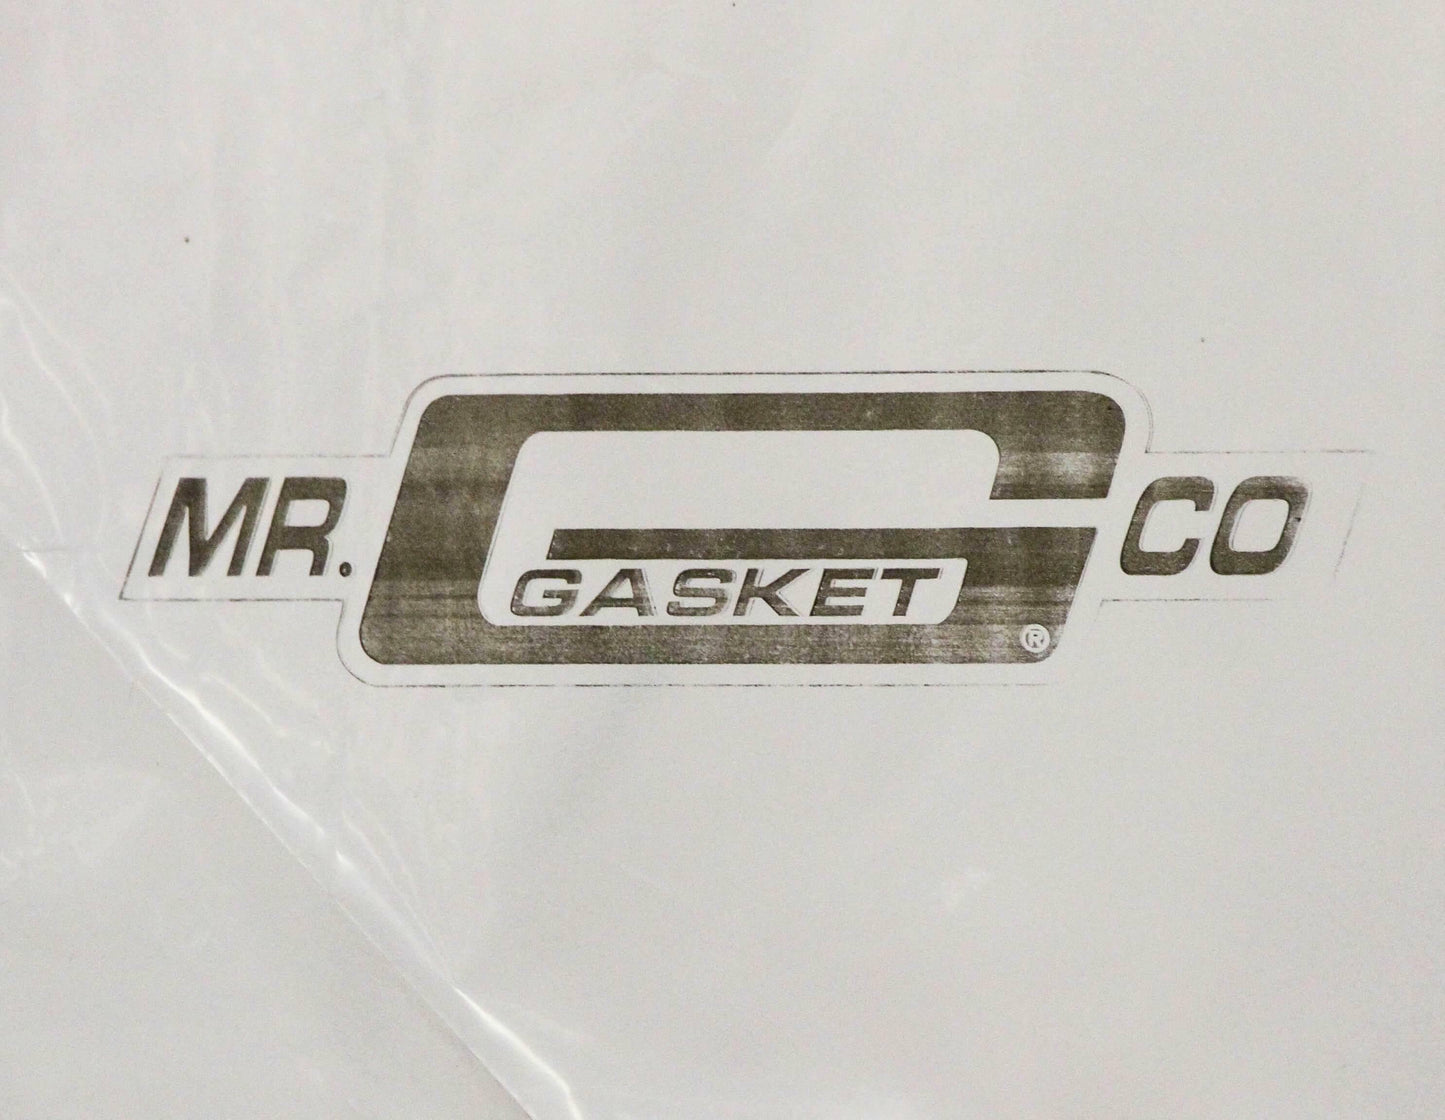 MR. GASKET CO
®